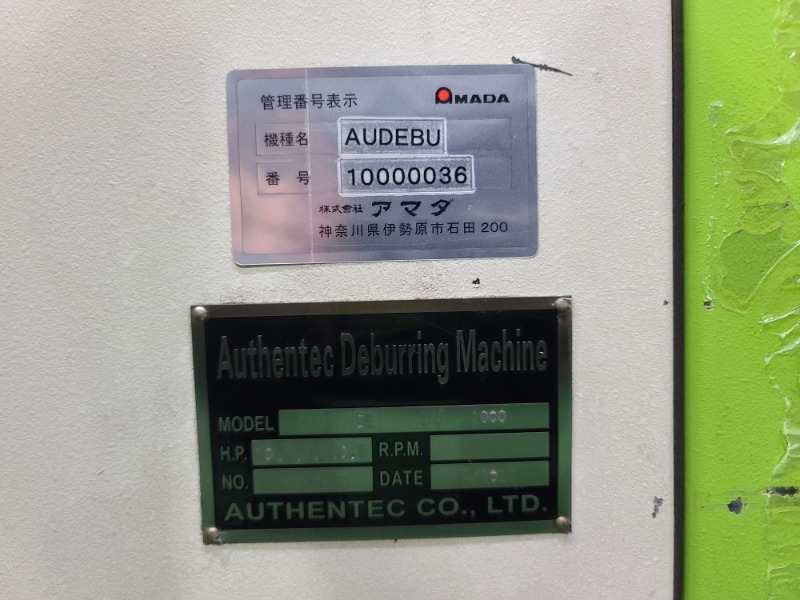 管理番号表示 AMADA
機種名 AUDEBU
番号 10000036
株式会社 アマダ
神奈川県伊勢原市石田 200
Authentec Deburring Machine
MODEL
H.P. R.P.M.
NO. DATE
AUTHENTEC CO., LTD.